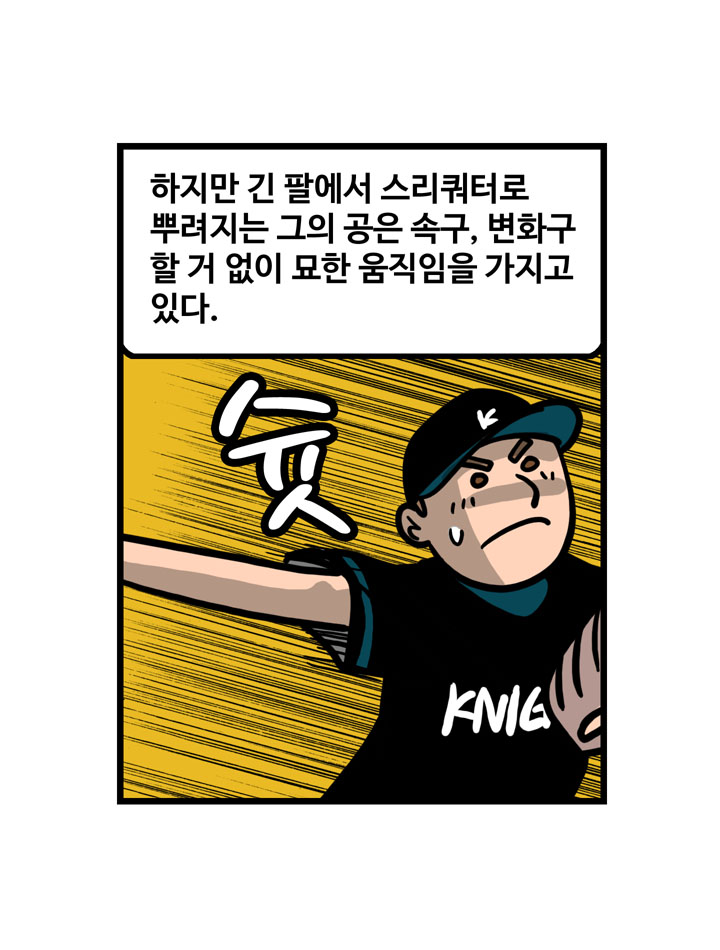 하지만 긴 팔에서 스리쿼터로
뿌려지는 그의 공은 속구, 변화구
할 거 없이 묘한 움직임을 가지고
있다.
슛
K
KNIG